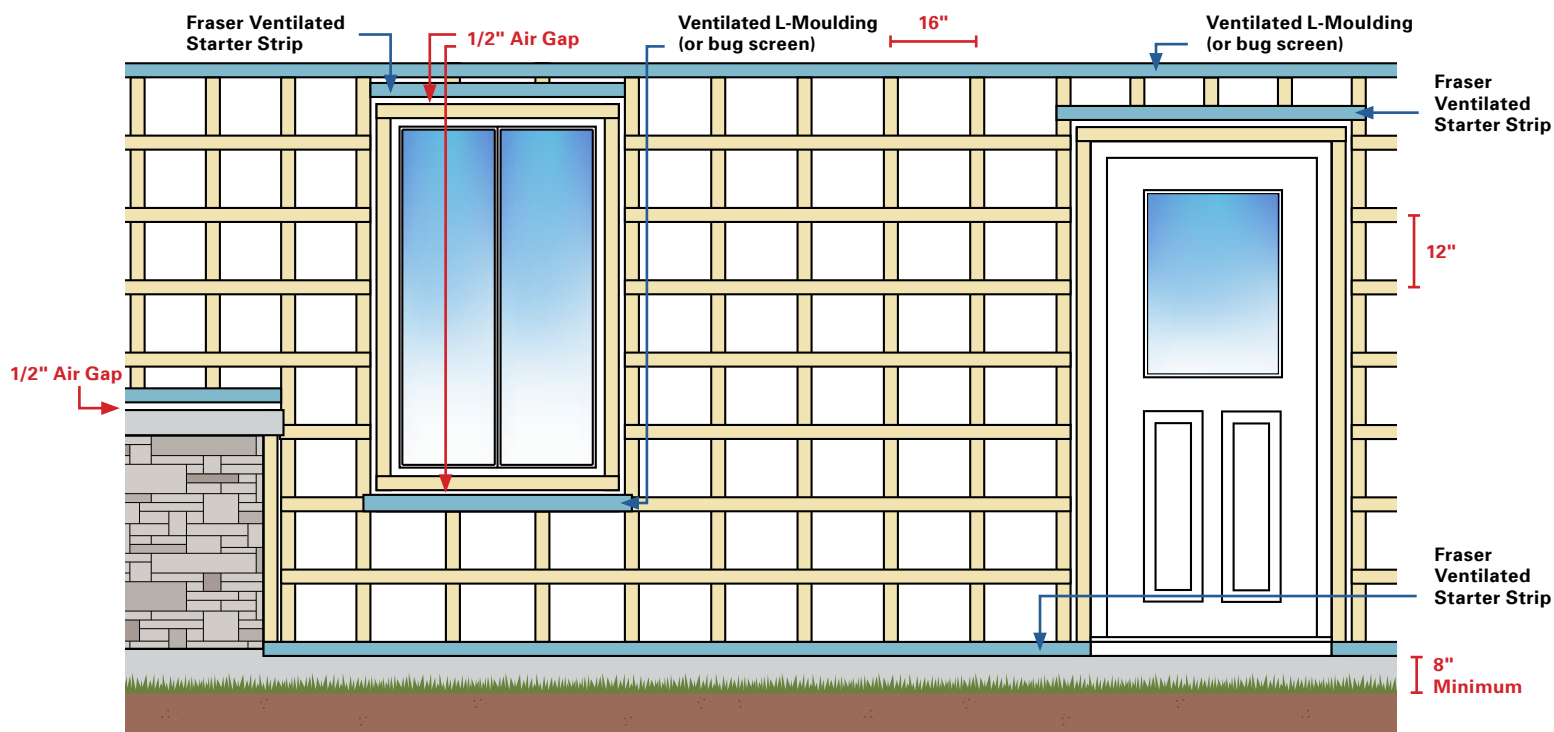 Fraser Ventilated
Starter Strip
1/2" Air Gap
Ventilated L-Moulding
(or bug screen)
16"
Ventilated L-Moulding
(or bug screen)
Fraser
Ventilated
Starter Strip
12"
1/2" Air Gap
Fraser
Ventilated
Starter Strip
8"
Minimum